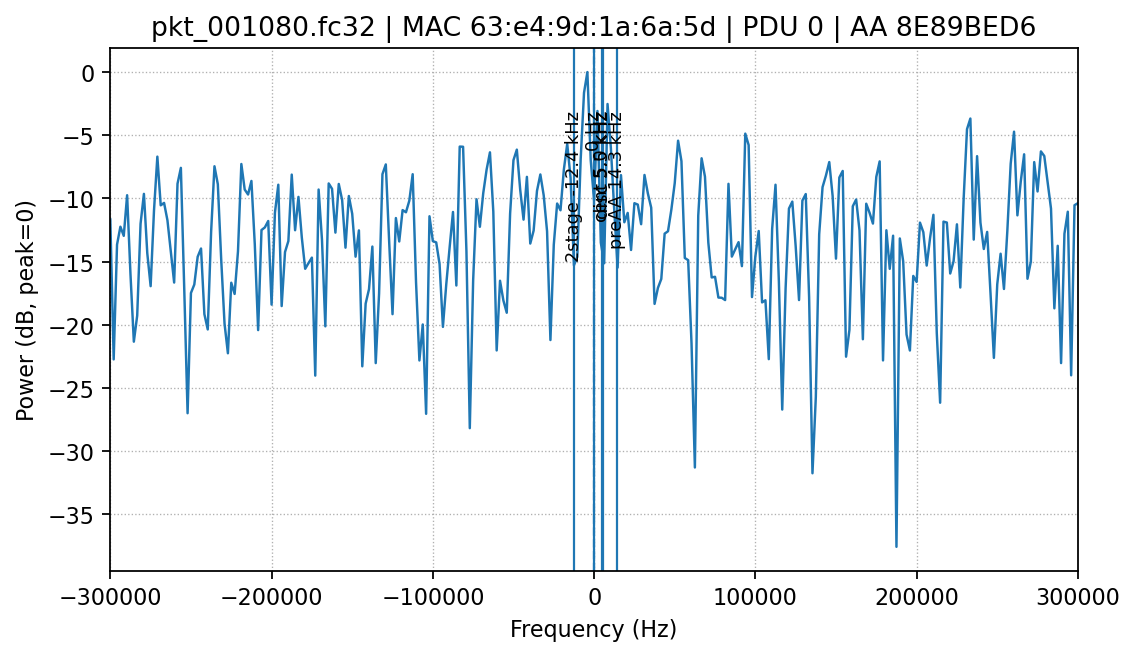 pkt_001080.fc32 | MAC 63:e4:9d:1a:6a:5d | PDU 0 | AA 8E89BED6
Power (dB, peak=0)
0
−5
−10
−15
−20
−25
−30
−35
2stage -12.4 kHz
0 Hz
preAA 14.3 kHz
−300000
−200000
−100000
0
100000
200000
300000
Frequency (Hz)